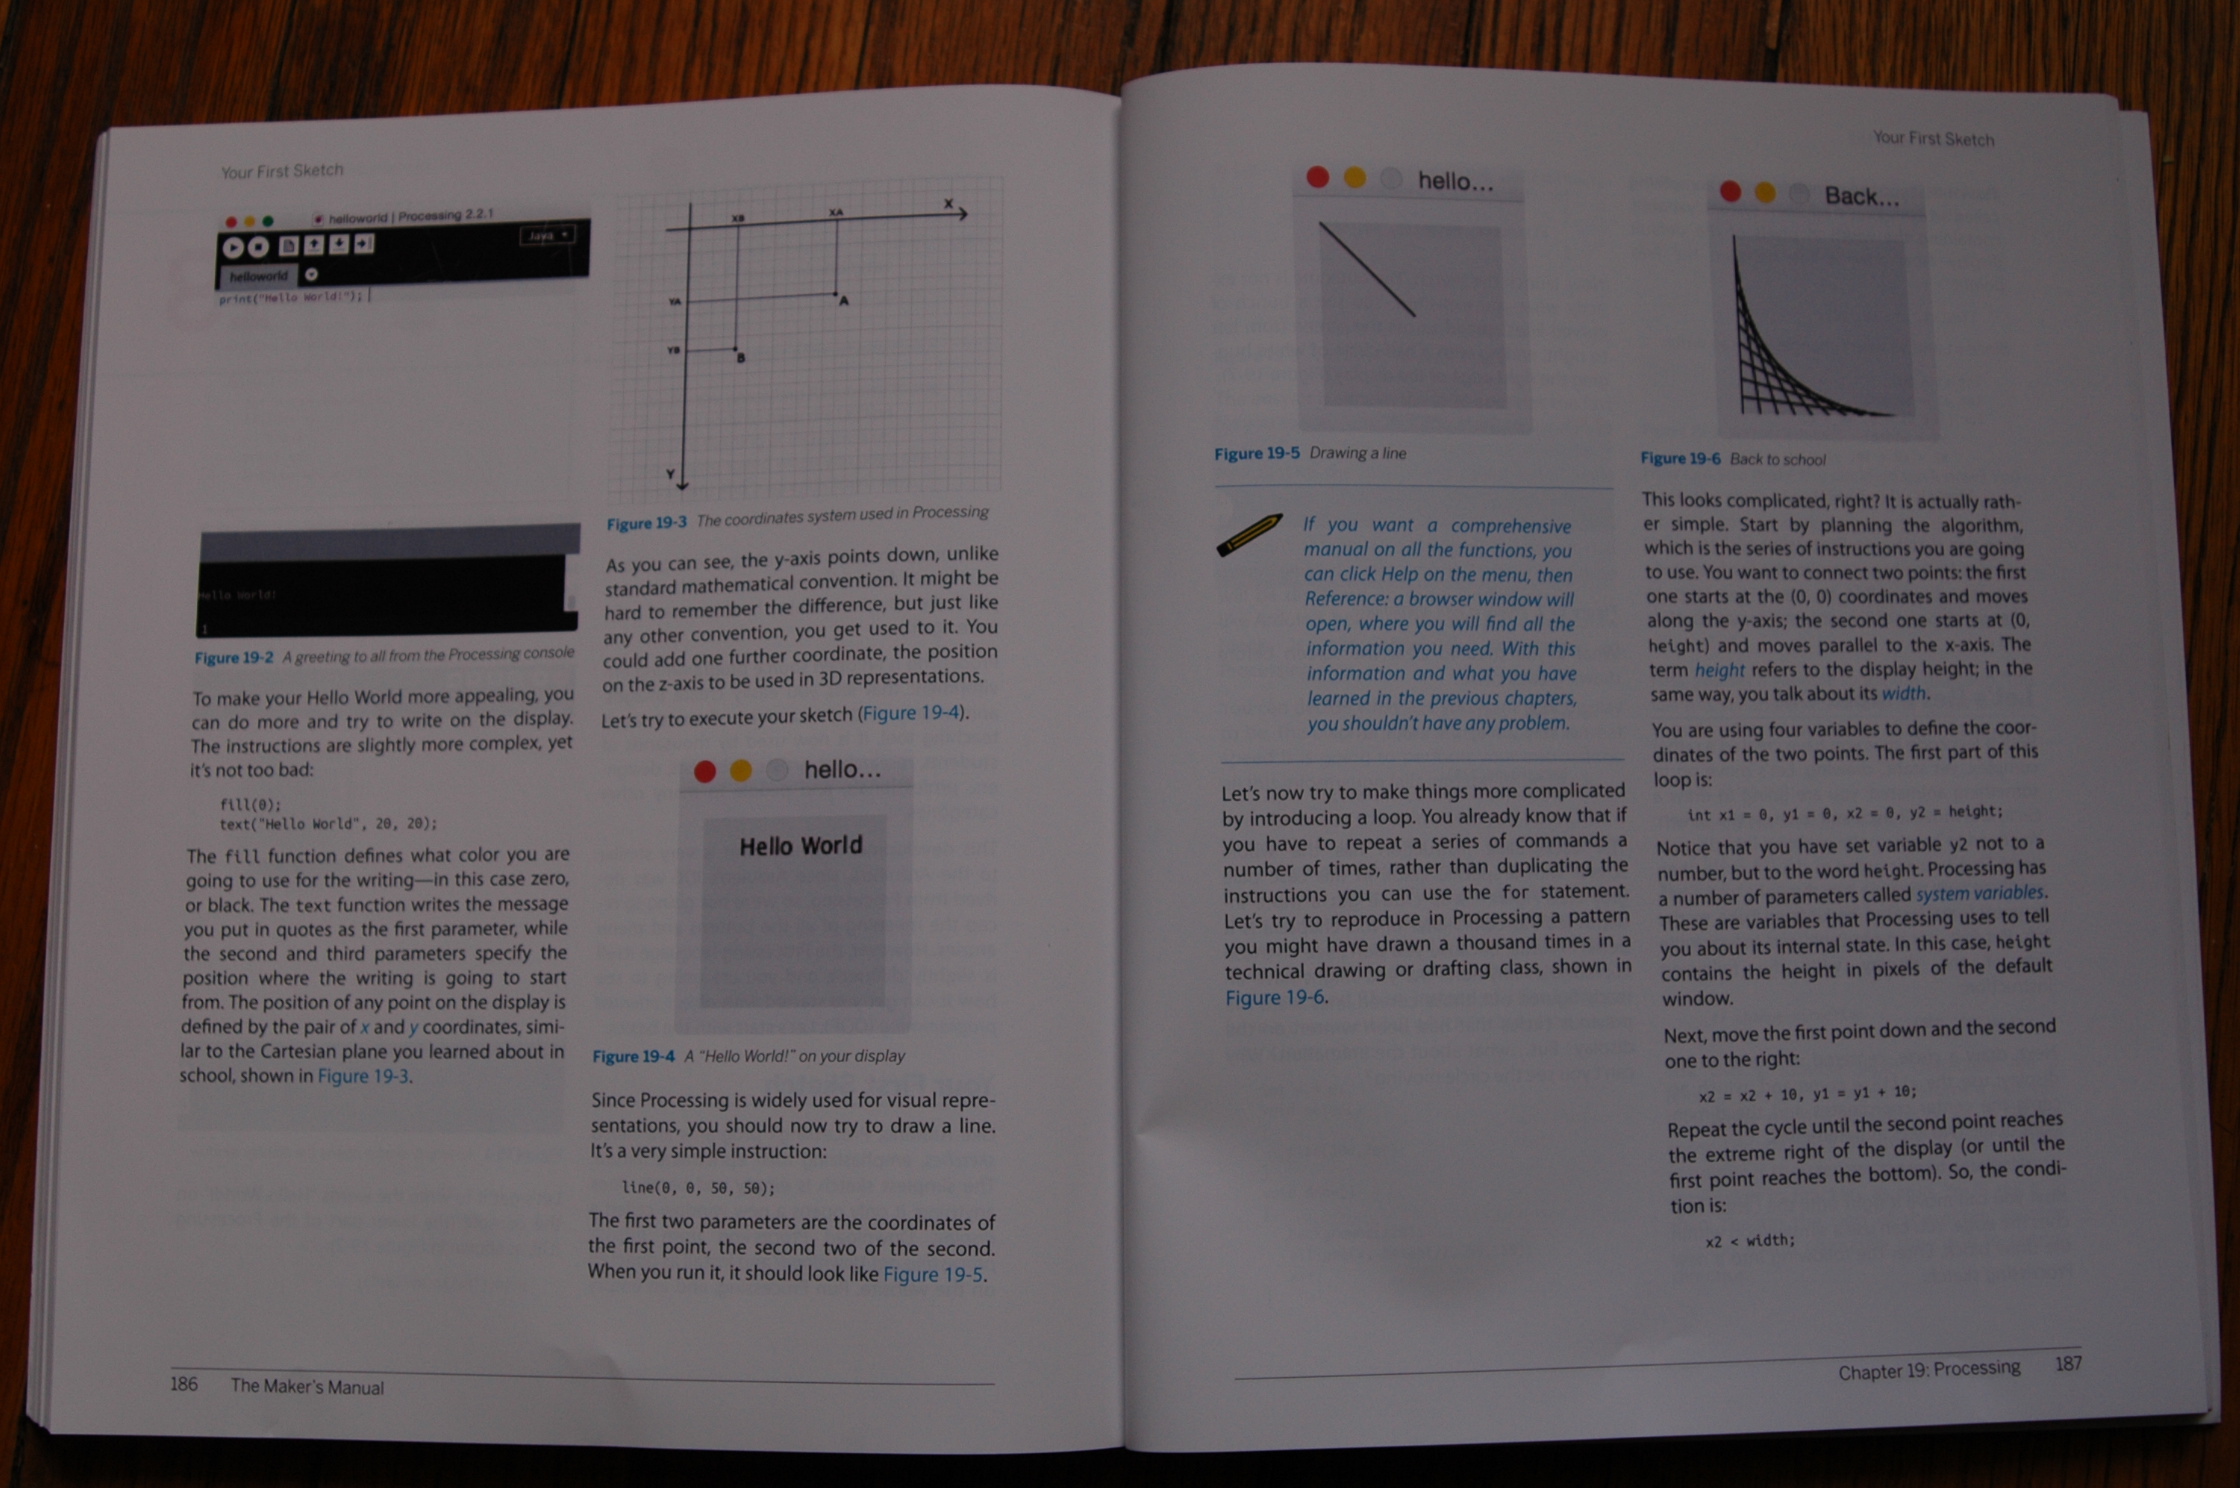 Your First Sketch
helloworld | Processing 2.2.1
Java
helloworld
print("Hello World!");
Hello World!
1
Figure 19-2 A greeting to all from the Processing console
To make your Hello World more appealing, you
can do more and try to write on the display.
The instructions are slightly more complex, yet
it's not too bad:
fill(0);
text("Hello World", 20, 20);
The fill function defines what color you are
going to use for the writing—in this case zero,
or black. The text function writes the message
you put in quotes as the first parameter, while
the second and third parameters specify the
position where the writing is going to start
from. The position of any point on the display is
defined by the pair of x and y coordinates, simi-
lar to the Cartesian plane you learned about in
school, shown in Figure 19-3.
X
XB
XA
YA
A
YB
B
Y
Figure 19-3 The coordinates system used in Processing
As you can see, the y-axis points down, unlike
standard mathematical convention. It might be
hard to remember the difference, but just like
any other convention, you get used to it. You
could add one further coordinate, the position
on the z-axis to be used in 3D representations.
Let's try to execute your sketch (Figure 19-4).
hello...
Hello World
Figure 19-4 A "Hello World!" on your display
Since Processing is widely used for visual repre-
sentations, you should now try to draw a line.
It's a very simple instruction:
line(0, 0, 50, 50);
The first two parameters are the coordinates of
the first point, the second two of the second.
When you run it, it should look like Figure 19-5.
186 The Maker's Manual
Your First Sketch
hello...
Figure 19-5 Drawing a line
If you want a comprehensive
manual on all the functions, you
can click Help on the menu, then
Reference: a browser window will
open, where you will find all the
information you need. With this
information and what you have
learned in the previous chapters,
you shouldn't have any problem.
Let's now try to make things more complicated
by introducing a loop. You already know that if
you have to repeat a series of commands a
number of times, rather than duplicating the
instructions you can use the for statement.
Let's try to reproduce in Processing a pattern
you might have drawn a thousand times in a
technical drawing or drafting class, shown in
Figure 19-6.
Back...
Figure 19-6 Back to school
This looks complicated, right? It is actually rath-
er simple. Start by planning the algorithm,
which is the series of instructions you are going
to use. You want to connect two points: the first
one starts at the (0, 0) coordinates and moves
along the y-axis; the second one starts at (0,
height) and moves parallel to the x-axis. The
term height refers to the display height; in the
same way, you talk about its width.
You are using four variables to define the coor-
dinates of the two points. The first part of this
loop is:
int x1 = 0, y1 = 0, x2 = 0, y2 = height;
Notice that you have set variable y2 not to a
number, but to the word height. Processing has
a number of parameters called system variables.
These are variables that Processing uses to tell
you about its internal state. In this case, height
contains the height in pixels of the default
window.
Next, move the first point down and the second
one to the right:
x2 = x2 + 10, y1 = y1 + 10;
Repeat the cycle until the second point reaches
the extreme right of the display (or until the
first point reaches the bottom). So, the condi-
tion is:
x2 < width;
Chapter 19: Processing 187